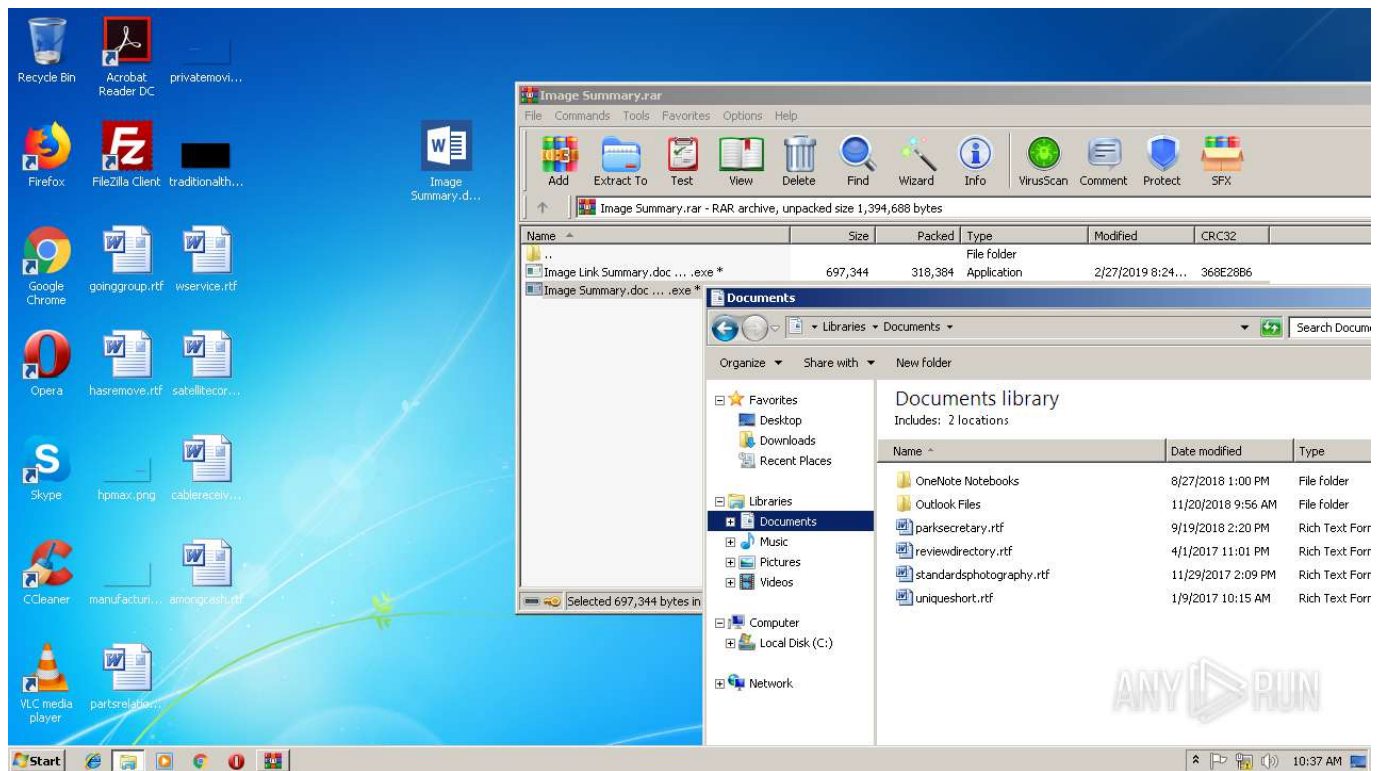 Recycle Bin
Acrobat
Reader DC
privatemovi...
Firefox
FileZilla Client
traditionalth...
Google
Chrome
goinggroup.rtf
wservice.rtf
Opera
hasremove.rtf
satellitecor...
Skype
hpmax.png
cablereceiv...
CCleaner
manufacturi...
amongcash.rtf
VLC media
player
partsrelatio...
Image
Summary.d...
Image Summary.rar
File Commands Tools Favorites Options Help
Add Extract To Test View Delete Find Wizard Info VirusScan Comment Protect SFX
Image Summary.rar - RAR archive, unpacked size 1,394,688 bytes
Name Size Packed Type Modified CRC32
.. File folder
Image Link Summary.doc ... .exe * 697,344 318,384 Application 2/27/2019 8:24... 368E28B6
Image Summary.doc ... .exe *
Selected 697,344 bytes in
Documents
Libraries Documents
Search Docum
Organize Share with New folder
Favorites
Desktop
Downloads
Recent Places
Libraries
Documents
Music
Pictures
Videos
Computer
Local Disk (C:)
Network
Documents library
Includes: 2 locations
Name Date modified Type
OneNote Notebooks 8/27/2018 1:00 PM File folder
Outlook Files 11/20/2018 9:56 AM File folder
parksecretary.rtf 9/19/2018 2:20 PM Rich Text For
reviewdirectory.rtf 4/1/2017 11:01 PM Rich Text For
standardsphotography.rtf 11/29/2017 2:09 PM Rich Text For
uniqueshort.rtf 1/9/2017 10:15 AM Rich Text For
ANY RUN
Start
10:37 AM